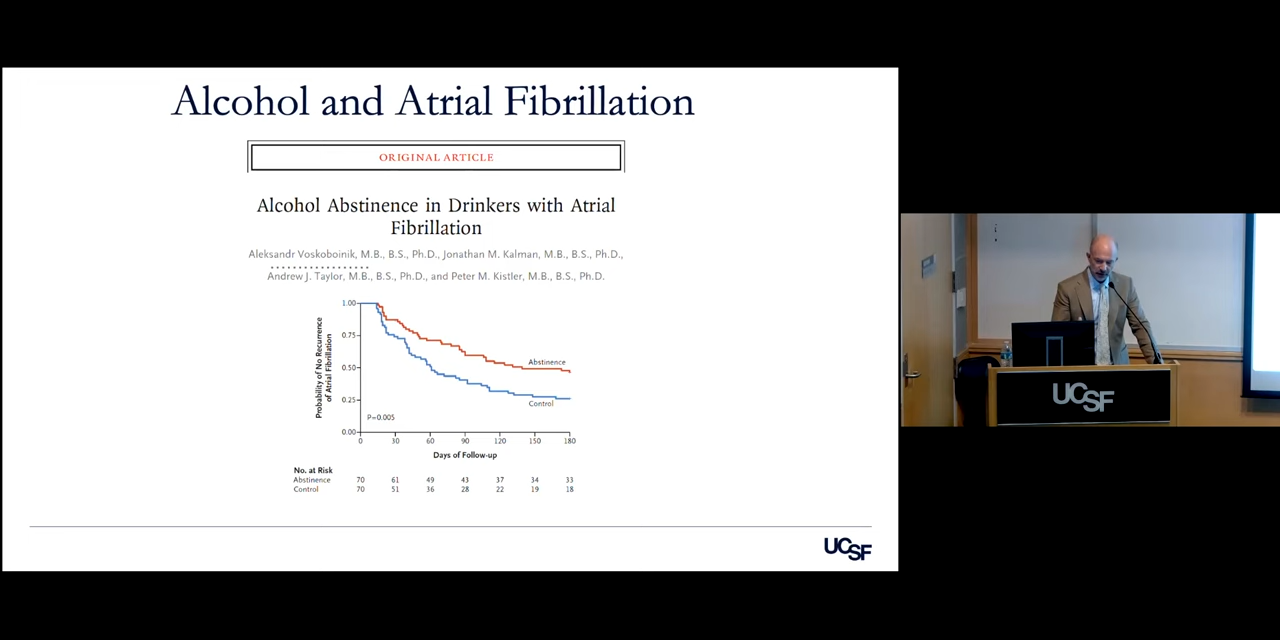 Alcohol and Atrial Fibrillation
ORIGINAL ARTICLE
Alcohol Abstinence in Drinkers with Atrial
Fibrillation
Aleksandr Voskoboinik, M.B., B.S., Ph.D., Jonathan M. Kalman, M.B., B.S., Ph.D.,
Andrew J. Taylor, M.B., B.S., Ph.D., and Peter M. Kistler, M.B., B.S., Ph.D.
Probability of No Recurrence
of Atrial Fibrillation
1.00
0.75
0.50
0.25
0.00
Abstinence
Control
P=0.005
0 30 60 90 120 150 180
Days of Follow-up
No. at Risk
Abstinence 70 61 49 43 37 34 33
Control 70 51 36 28 22 19 18
UCSF
UCSF